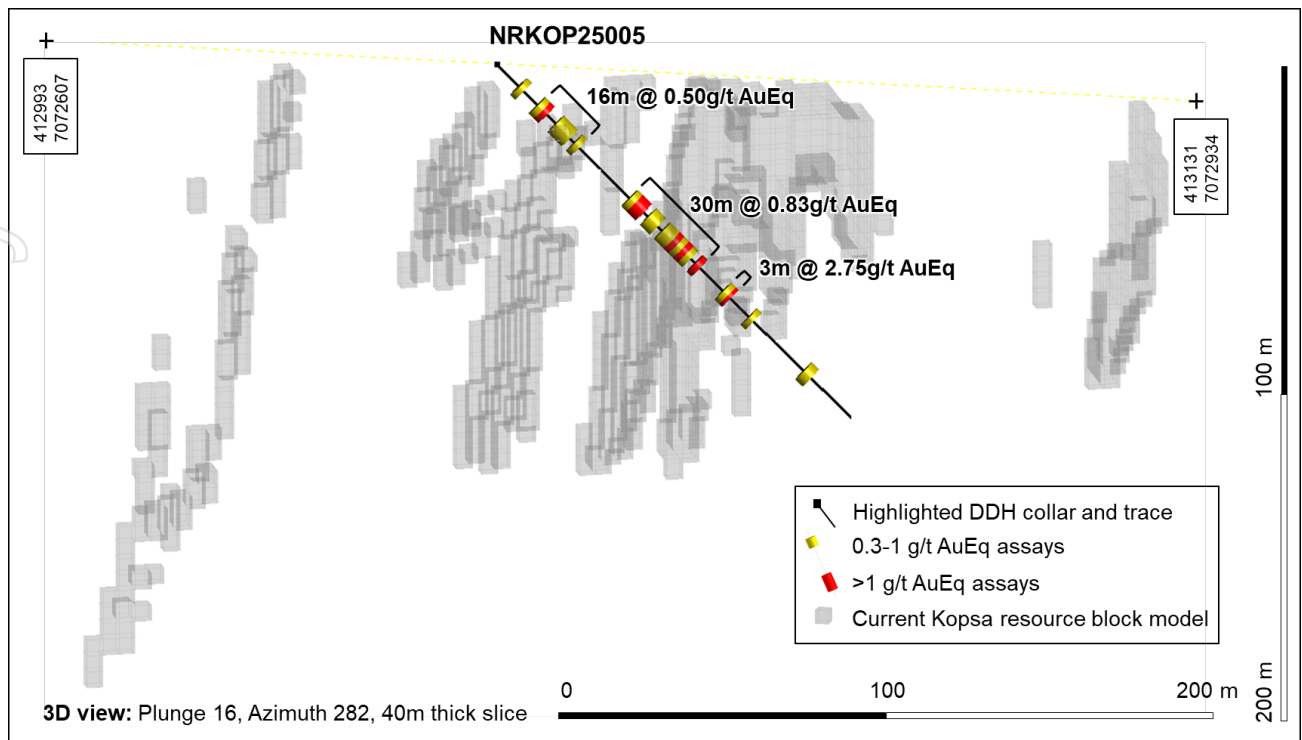 NRKOP25005
412993
7072607
16m @ 0.50g/t AuEq
413131
7072934
30m @ 0.83g/t AuEq
3m @ 2.75g/t AuEq
100 m
Highlighted DDH collar and trace
0.3-1 g/t AuEq assays
>1 g/t AuEq assays
Current Kopsa resource block model
0 100 200 m
200 m
3D view: Plunge 16, Azimuth 282, 40m thick slice